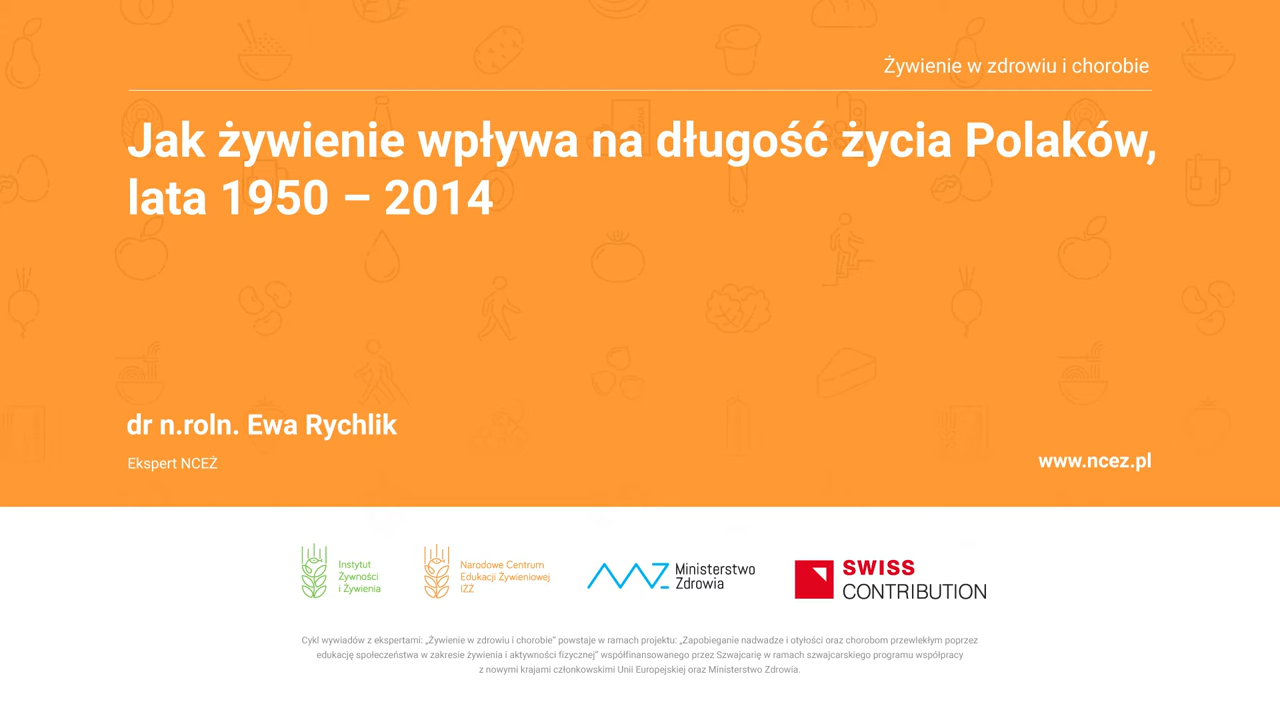 Żywienie w zdrowiu i chorobie
Jak żywienie wpływa na długość życia Polaków,
lata 1950 – 2014
dr n.roln. Ewa Rychlik
Ekspert NCEŻ
www.ncez.pl
Instytut
Żywności
i Żywienia
Narodowe Centrum
Edukacji Żywieniowej
IŻŻ
Ministerstwo
Zdrowia
SWISS
CONTRIBUTION
Cykl wywiadów z ekspertami: „Żywienie w zdrowiu i chorobie” powstaje w ramach projektu: „Zapobieganie nadwadze i otyłości oraz chorobom przewlekłym poprzez
edukację społeczeństwa w zakresie żywienia i aktywności fizycznej” współfinansowanego przez Szwajcarię w ramach szwajcarskiego programu współpracy
z nowymi krajami członkowskimi Unii Europejskiej oraz Ministerstwo Zdrowia.